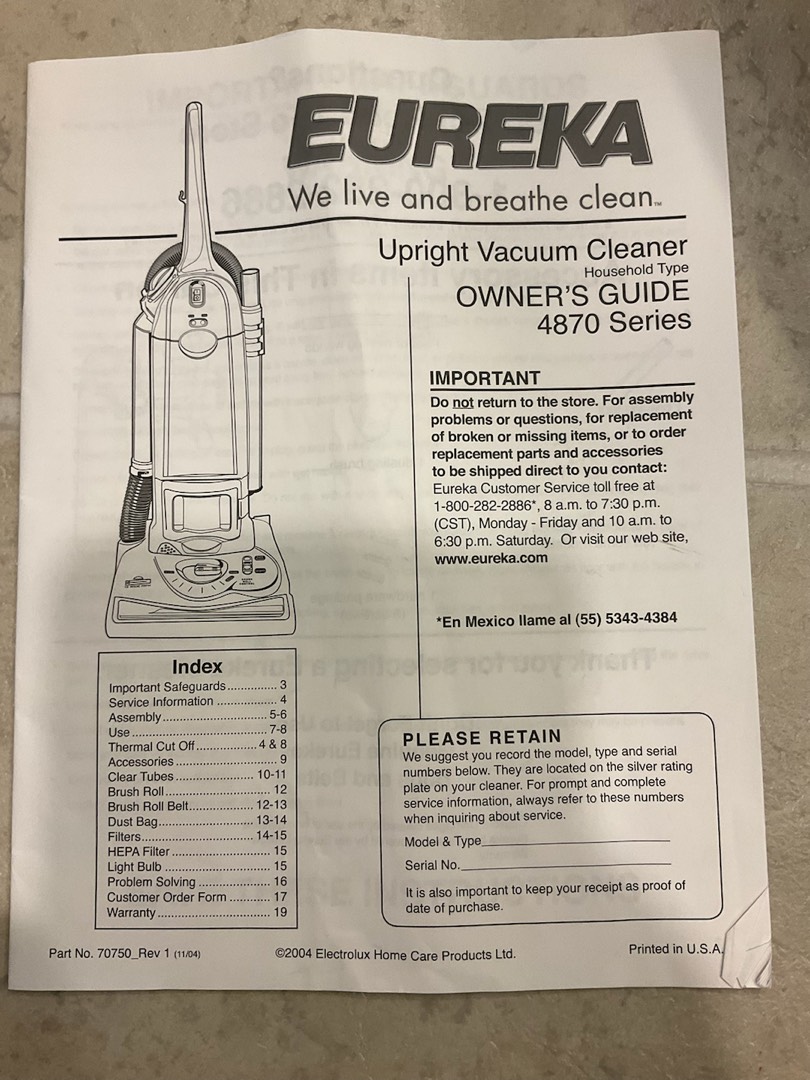 EUREKA
We live and breathe clean™
Upright Vacuum Cleaner
Household Type
OWNER'S GUIDE
4870 Series
IMPORTANT
Do not return to the store. For assembly
problems or questions, for replacement
of broken or missing items, or to order
replacement parts and accessories
to be shipped direct to you contact:
Eureka Customer Service toll free at
1-800-282-2886*, 8 a.m. to 7:30 p.m.
(CST), Monday - Friday and 10 a.m. to
6:30 p.m. Saturday. Or visit our web site,
www.eureka.com
*En Mexico llame al (55) 5343-4384
Index
Important Safeguards............... 3
Service Information .................. 4
Assembly............................... 5-6
Use ........................................ 7-8
Thermal Cut Off.................. 4 & 8
Accessories............................... 9
Clear Tubes ....................... 10-11
Brush Roll................................ 12
Brush Roll Belt................... 12-13
Dust Bag............................ 13-14
Filters................................. 14-15
HEPA Filter ............................. 15
Light Bulb ................................ 15
Problem Solving ..................... 16
Customer Order Form ............ 17
Warranty.................................. 19
PLEASE RETAIN
We suggest you record the model, type and serial
numbers below. They are located on the silver rating
plate on your cleaner. For prompt and complete
service information, always refer to these numbers
when inquiring about service.
Model & Type
Serial No.
It is also important to keep your receipt as proof of
date of purchase.
Part No. 70750_Rev 1 (11/04)
©2004 Electrolux Home Care Products Ltd.
Printed in U.S.A.